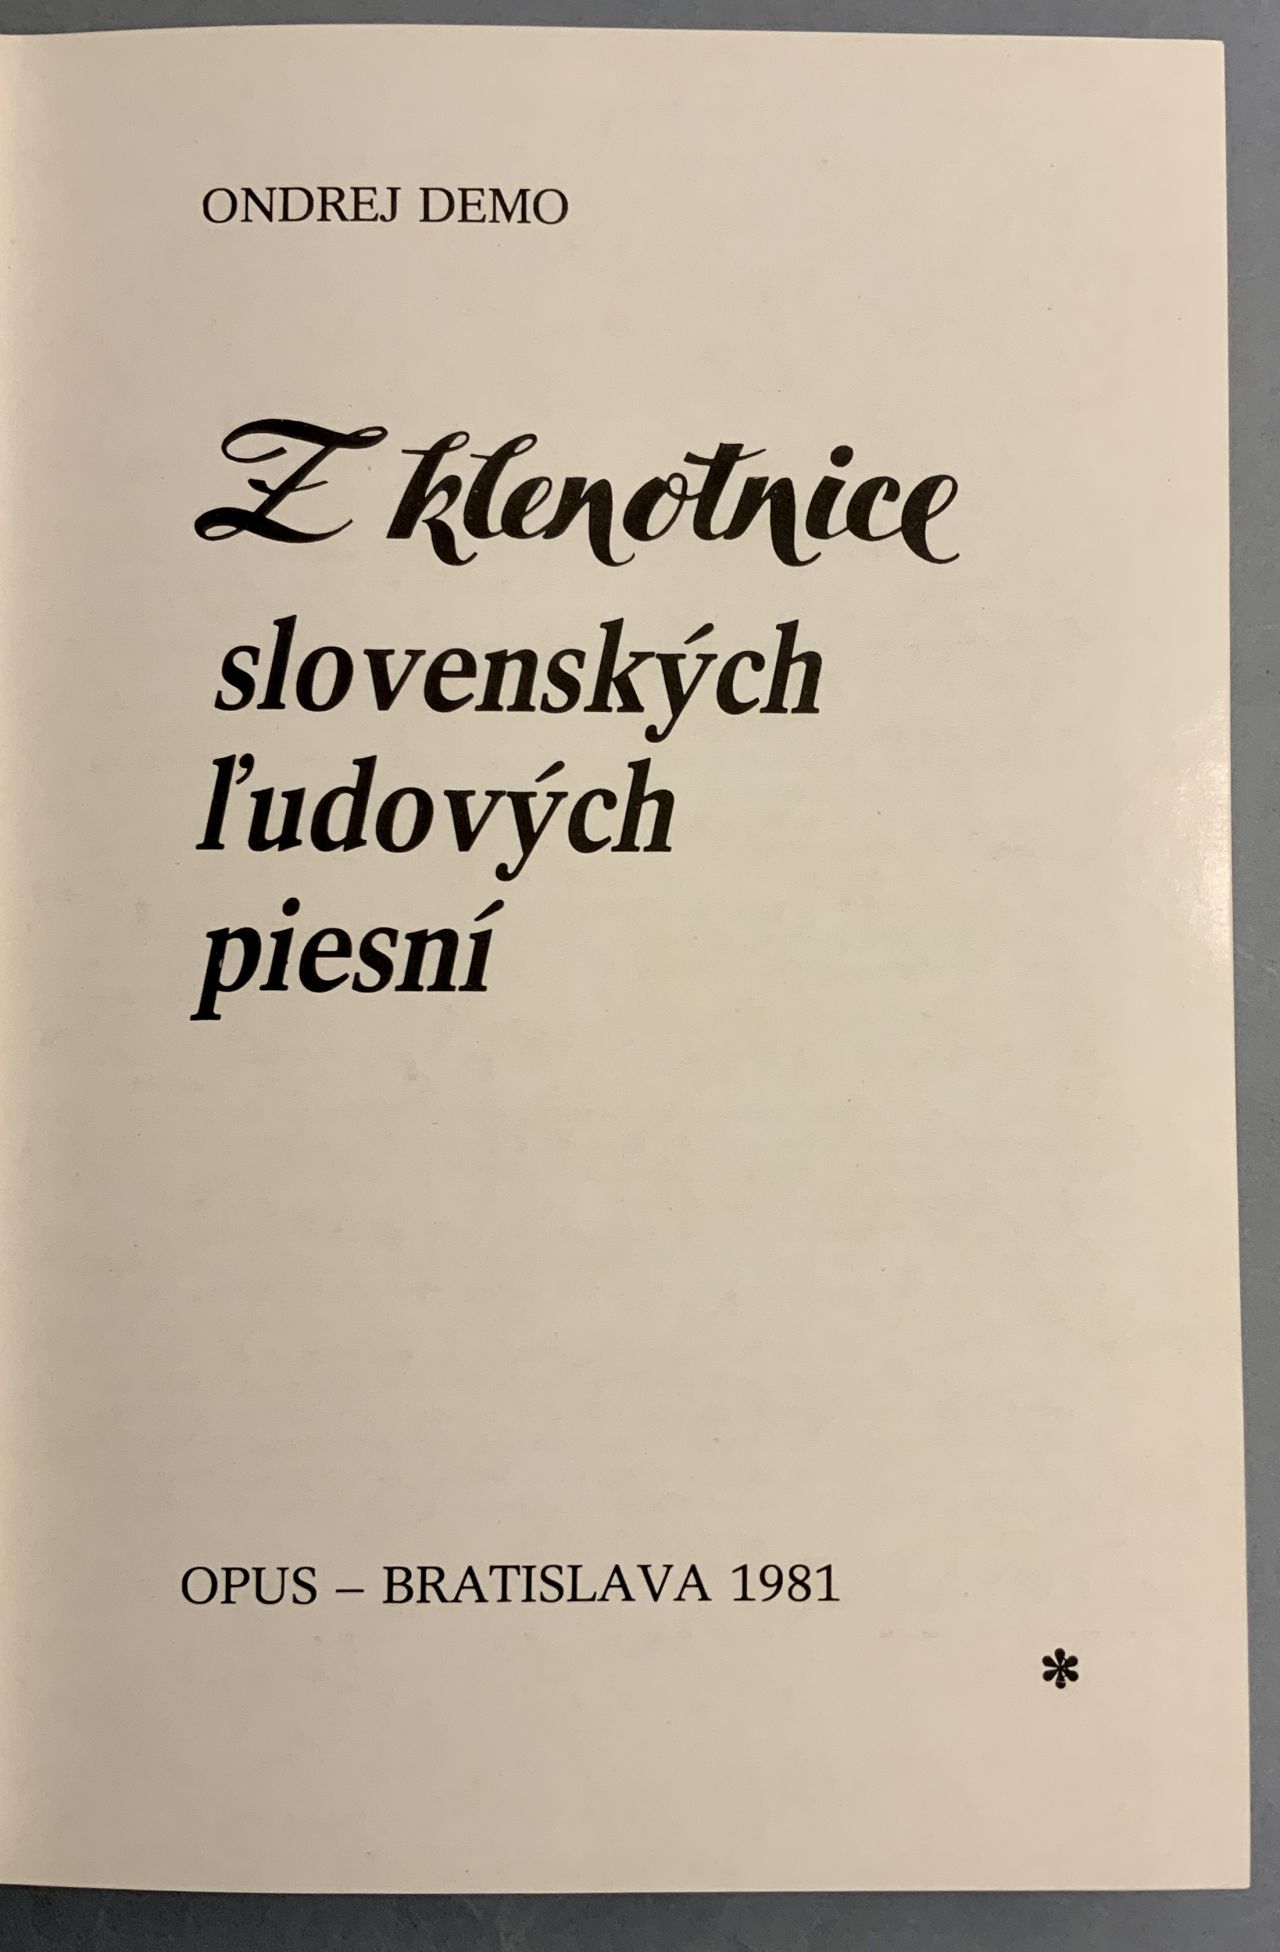 ONDREJ DEMO
Z klenotnice
slovenských
ľudových
piesní
OPUS – BRATISLAVA 1981
*